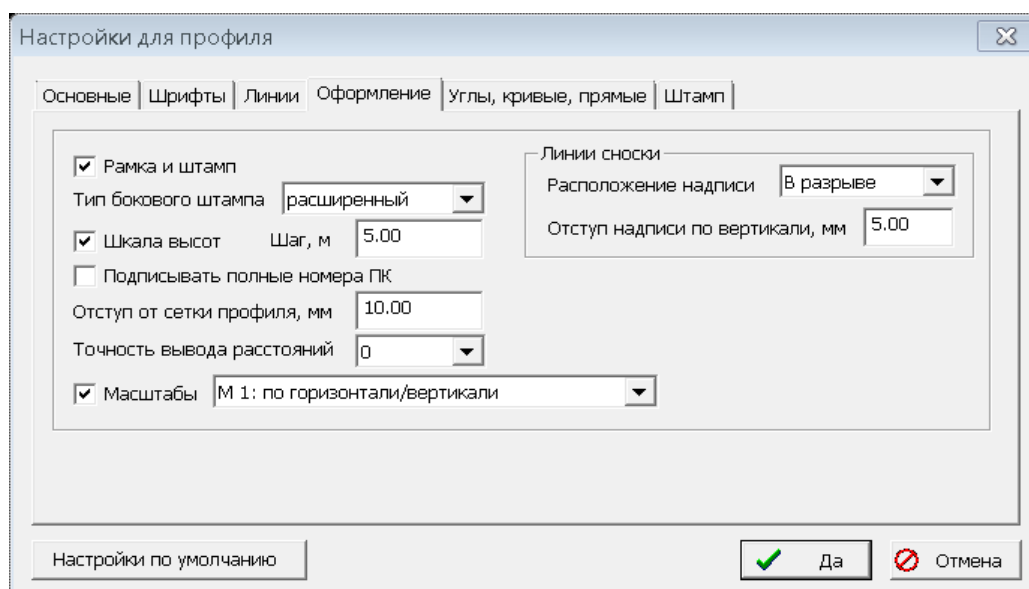 Настройки для профиля
Основные Шрифты Линии Оформление Углы, кривые, прямые Штамп
Рамка и штамп
Тип бокового штампа расширенный
Шкала высот Шаг, м 5.00
Подписывать полные номера ПК
Отступ от сетки профиля, мм 10.00
Точность вывода расстояний 0
Масштабы М 1: по горизонтали/вертикали
Линии сноски
Расположение надписи В разрыве
Отступ надписи по вертикали, мм 5.00
Настройки по умолчанию Да Отмена